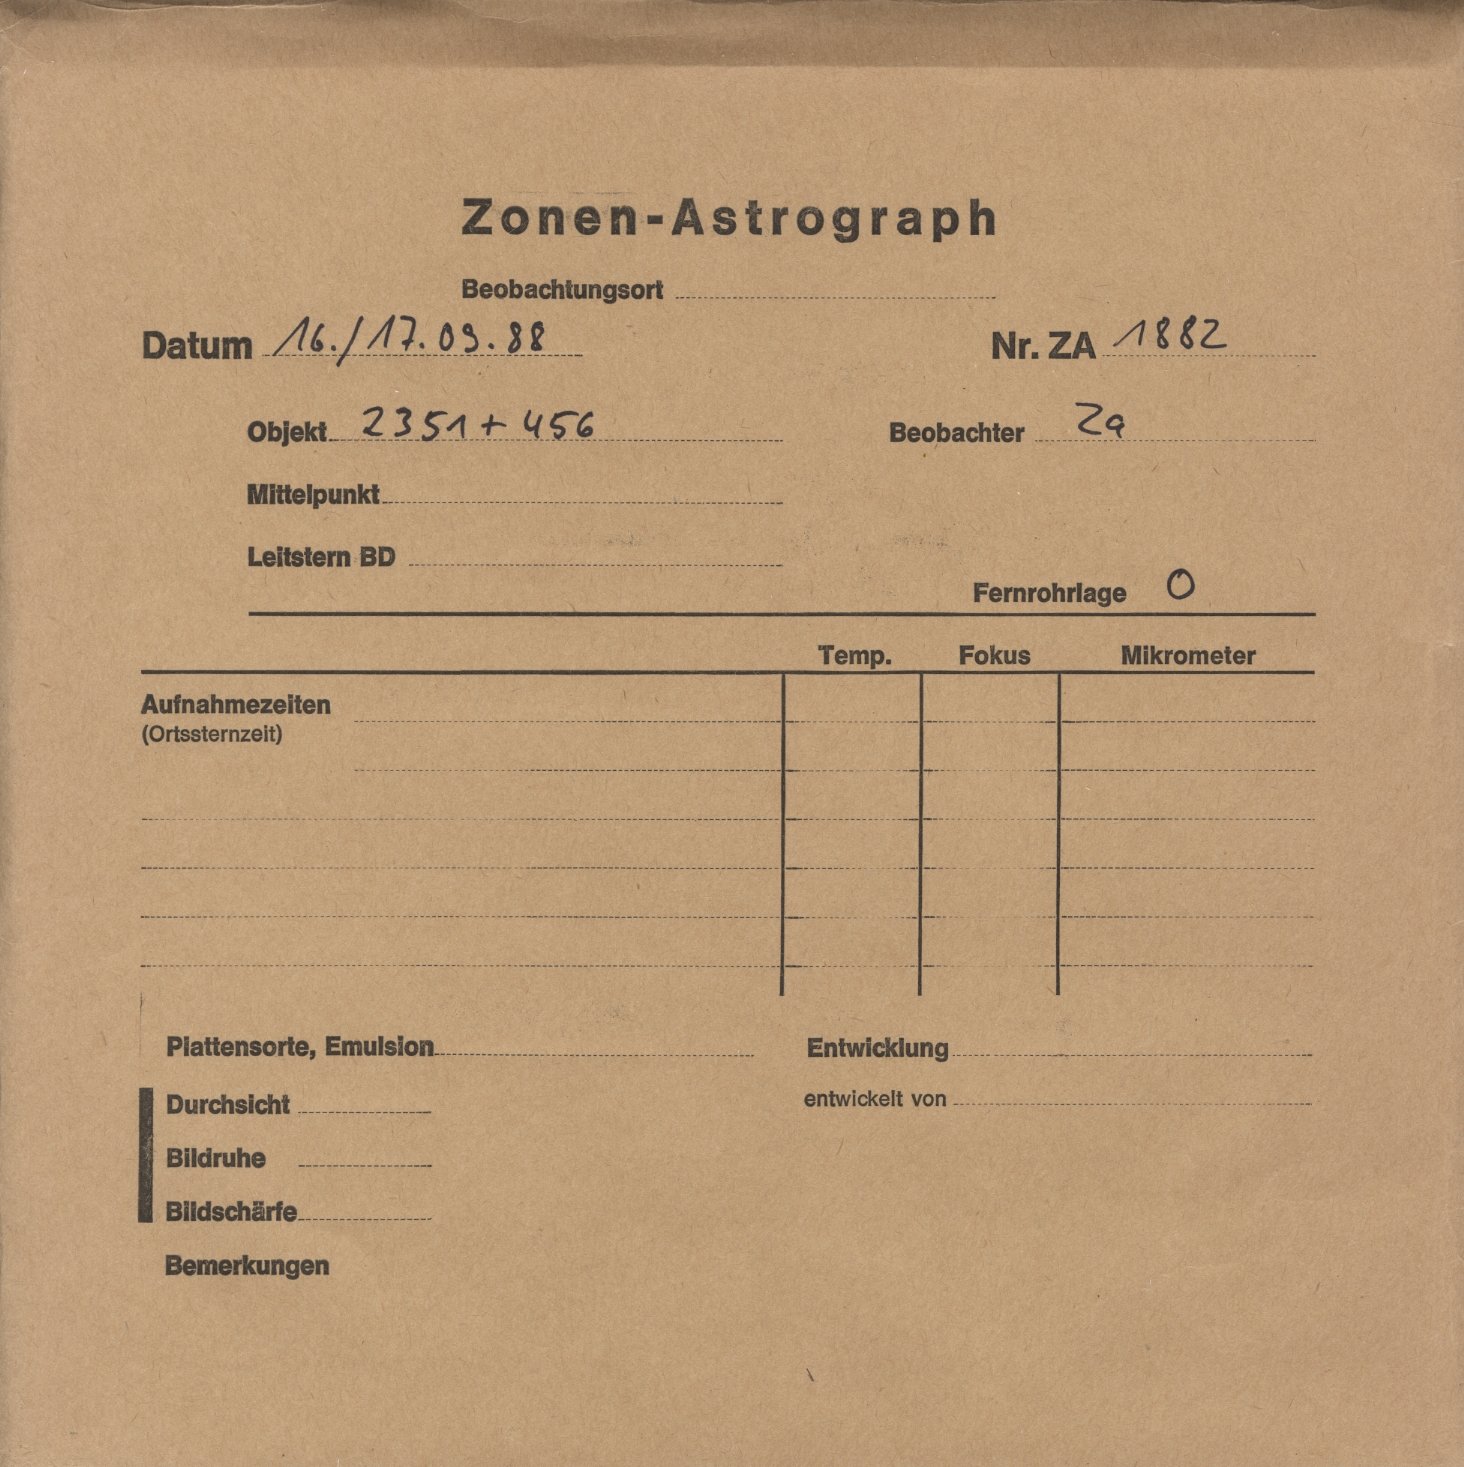 Zonen-Astrograph
Beobachtungsort
Datum 16./17.09.88 Nr. ZA 1882
Objekt 2351+456 Beobachter Za
Mittelpunkt
Leitstern BD
Fernrohrlage O
Temp. Fokus Mikrometer
Aufnahmezeiten
(Ortssternzeit)
Plattensorte, Emulsion Entwicklung
Durchsicht entwickelt von
Bildruhe
Bildschärfe
Bemerkungen